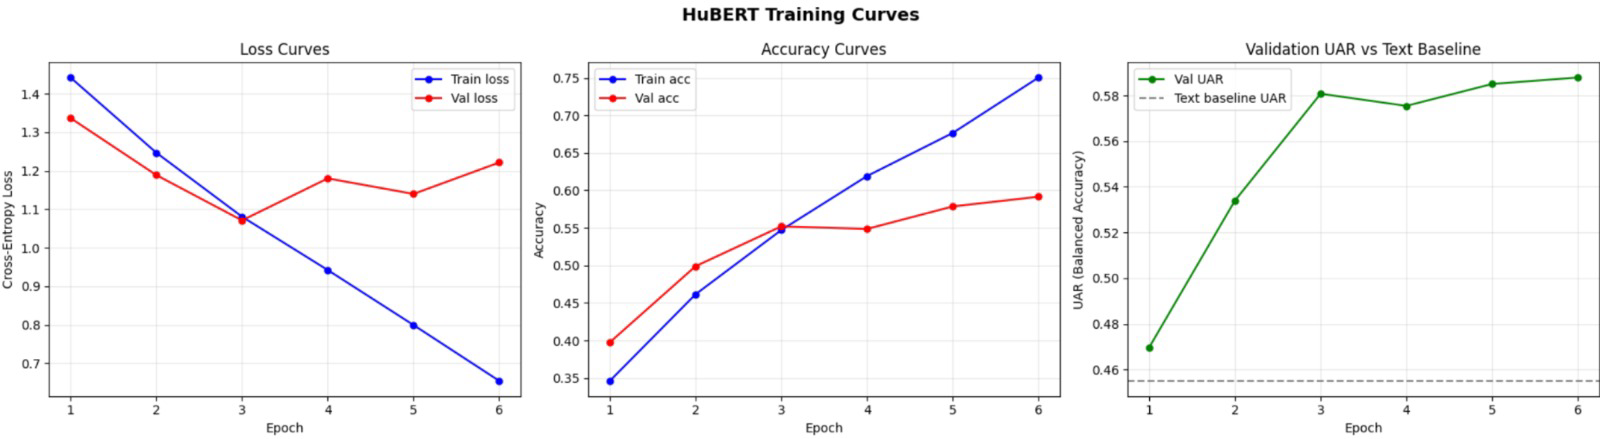 HuBERT Training Curves
Loss Curves
Train loss
Val loss
Cross-Entropy Loss
1.4
1.3
1.2
1.1
1.0
0.9
0.8
0.7
1 2 3 4 5 6
Epoch
Accuracy Curves
Train acc
Val acc
Accuracy
0.75
0.70
0.65
0.60
0.55
0.50
0.45
0.40
0.35
1 2 3 4 5 6
Epoch
Validation UAR vs Text Baseline
Val UAR
Text baseline UAR
UAR (Balanced Accuracy)
0.58
0.56
0.54
0.52
0.50
0.48
0.46
1 2 3 4 5 6
Epoch